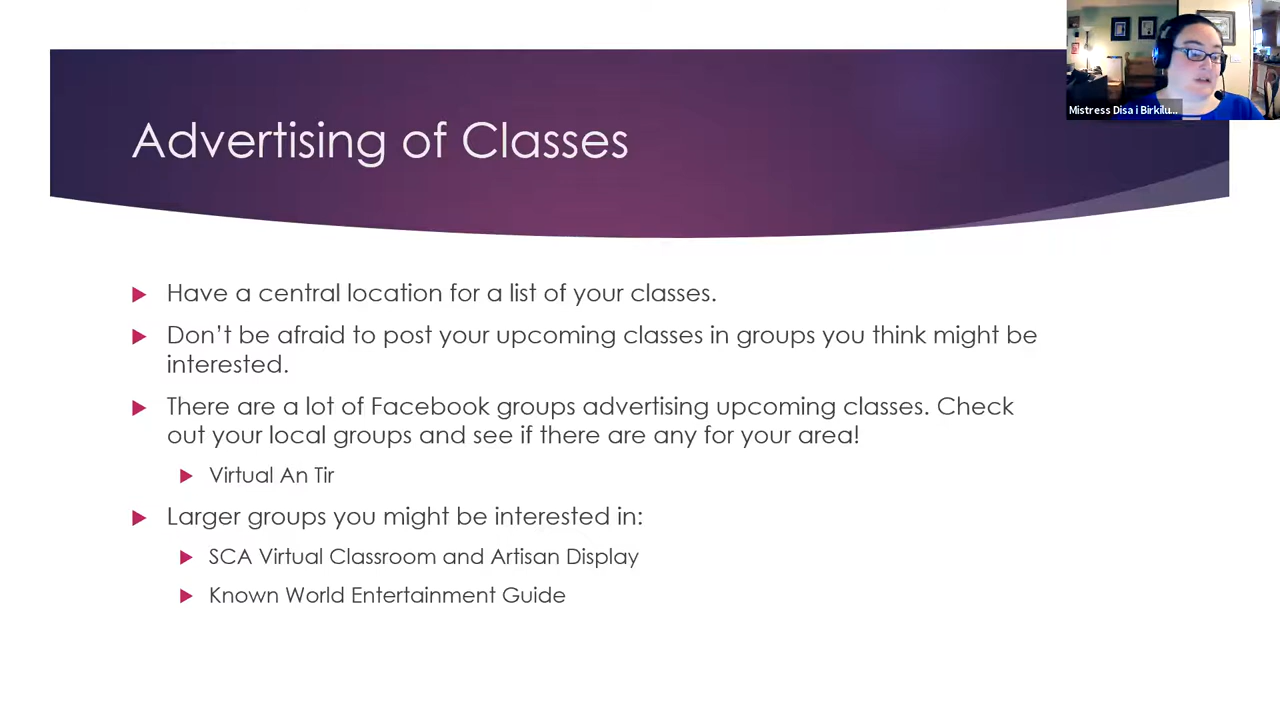 Mistress Disa i Birkilu...
Advertising of Classes
Have a central location for a list of your classes.
Don't be afraid to post your upcoming classes in groups you think might be
interested.
There are a lot of Facebook groups advertising upcoming classes. Check
out your local groups and see if there are any for your area!
Virtual An Tir
Larger groups you might be interested in:
SCA Virtual Classroom and Artisan Display
Known World Entertainment Guide